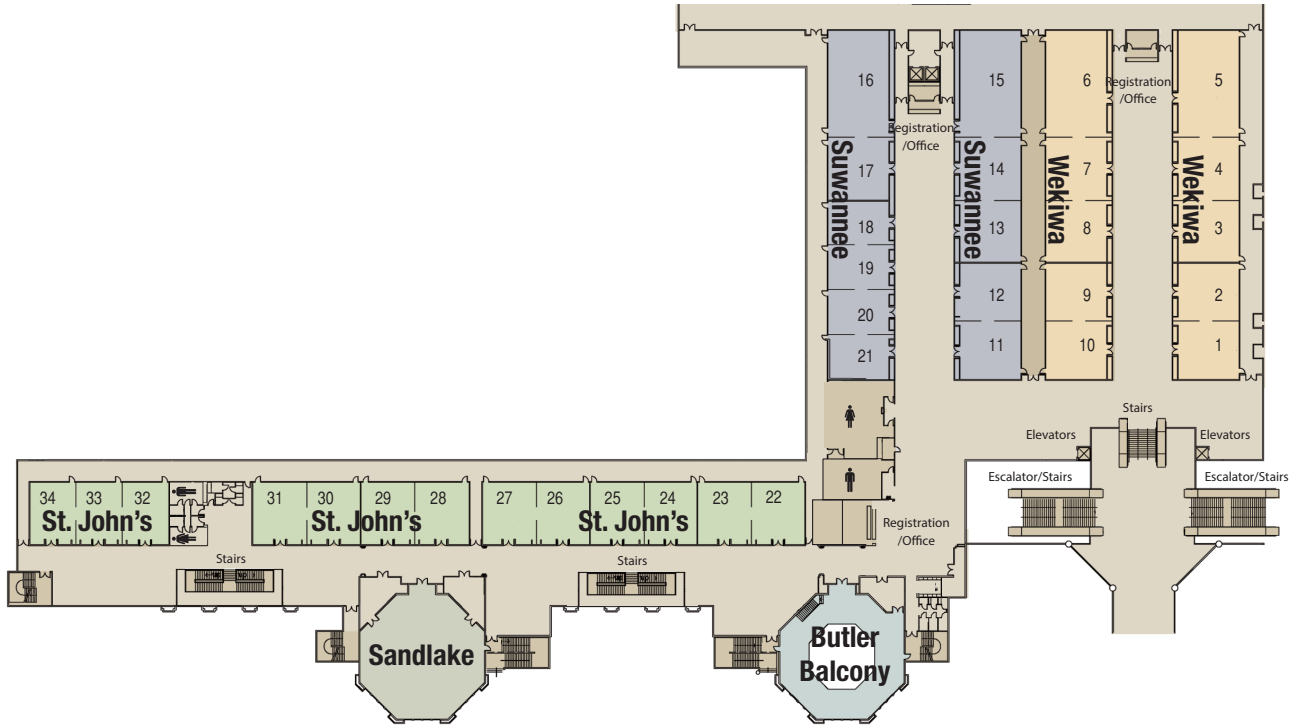 16
15
6
5
Registration
/Office
Registration
/Office
Suwannee
17
18
19
20
21
Suwannee
14
13
12
11
Wekiwa
7
8
9
10
Wekiwa
4
3
2
1
Stairs
Elevators
Elevators
Escalator/Stairs
Escalator/Stairs
34
33
32
St. John's
31
30
29
28
St. John's
27
26
25
24
23
22
St. John's
Registration
/Office
Stairs
Stairs
Sandlake
Butler
Balcony